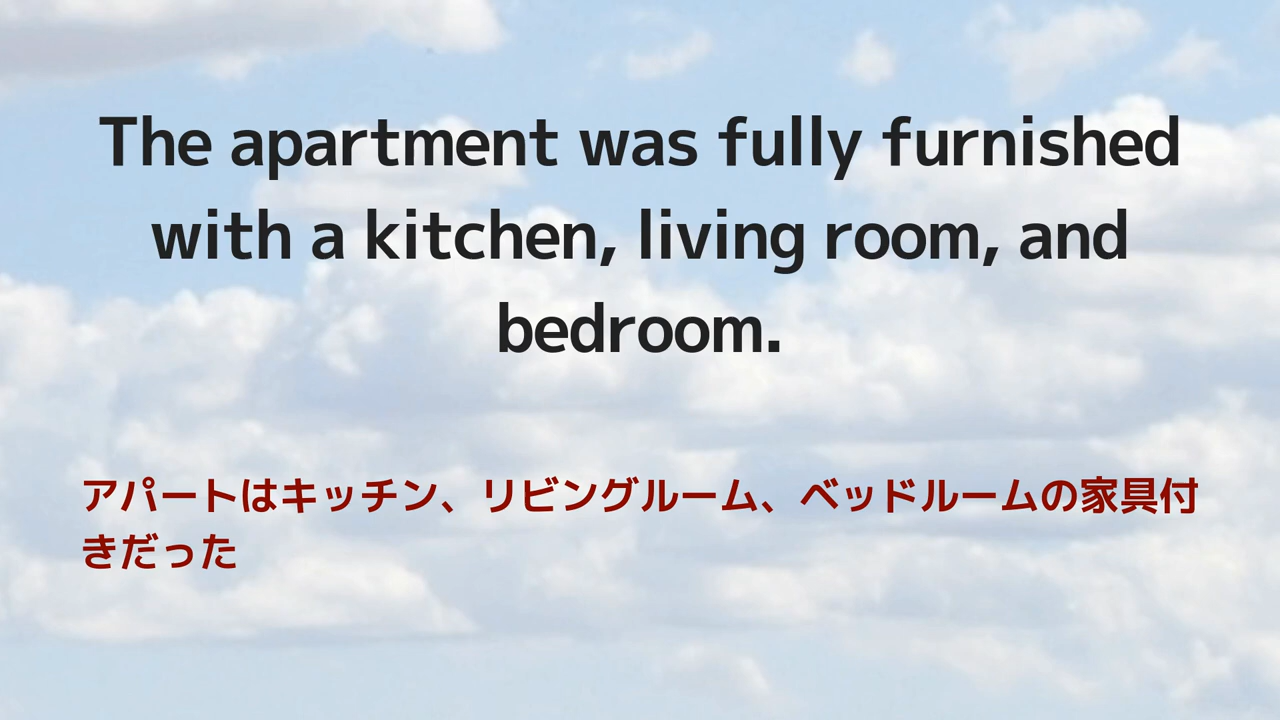 The apartment was fully furnished
with a kitchen, living room, and
bedroom.
アパートはキッチン、リビングルーム、ベッドルームの家具付
きだった